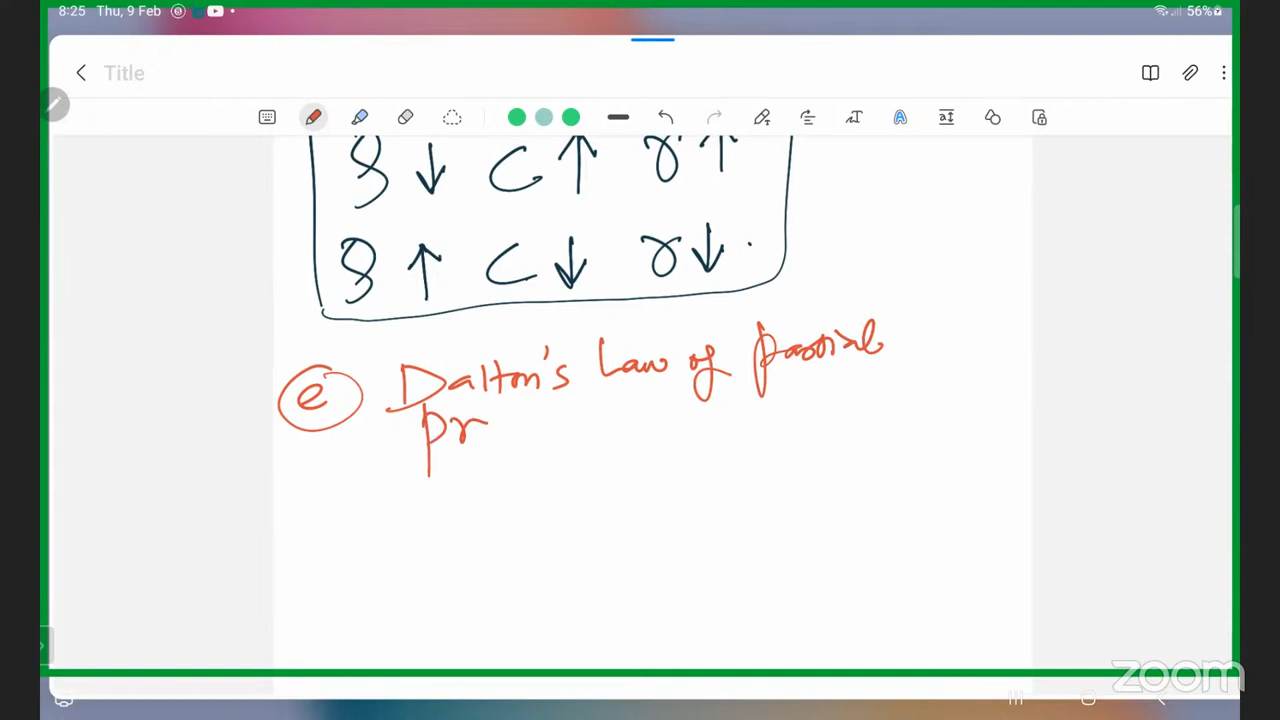 8:25 Thu, 9 Feb
56%
Title
ρ ↓ C ↑ r ↑
ρ ↑ C ↓ r ↓ .
e Dalton's Law of partial
pr
zoom